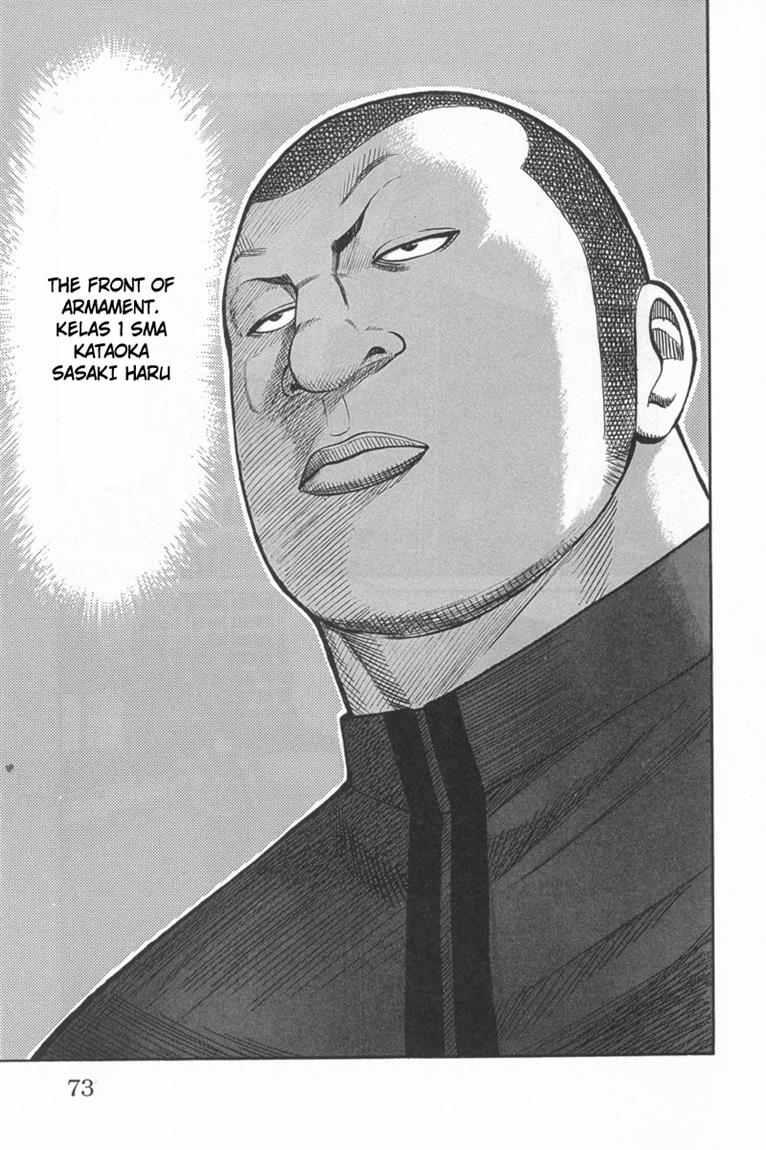 THE FRONT OF
ARMAMENT.
KELAS 1 SMA
KATAOKA
SASAKI HARU
73